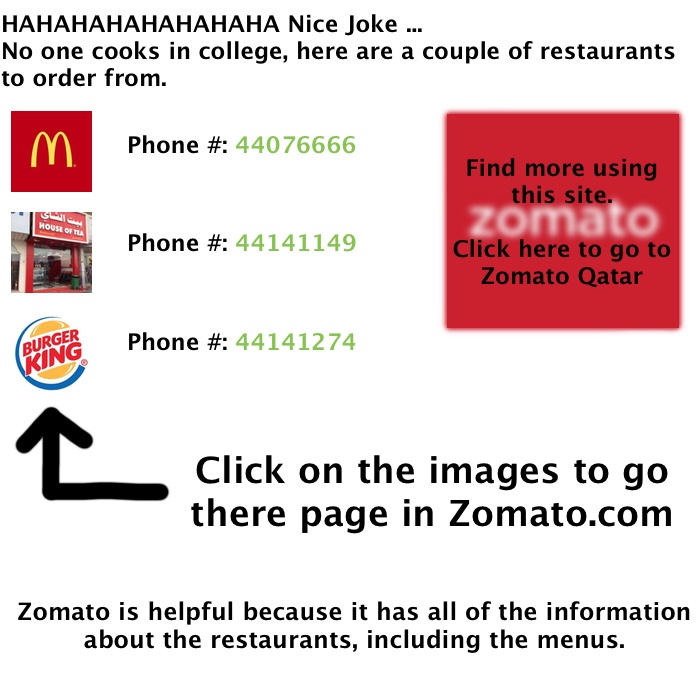 HAHAHAHAHAHAHAHA Nice Joke ...
No one cooks in college, here are a couple of restaurants
to order from.
Phone #: 44076666
Find more using
this site.
zomato
Click here to go to
Zomato Qatar
بيت الشاي
HOUSE OF TEA
Phone #: 44141149
BURGER
KING®
Phone #: 44141274
Click on the images to go
there page in Zomato.com
Zomato is helpful because it has all of the information
about the restaurants, including the menus.